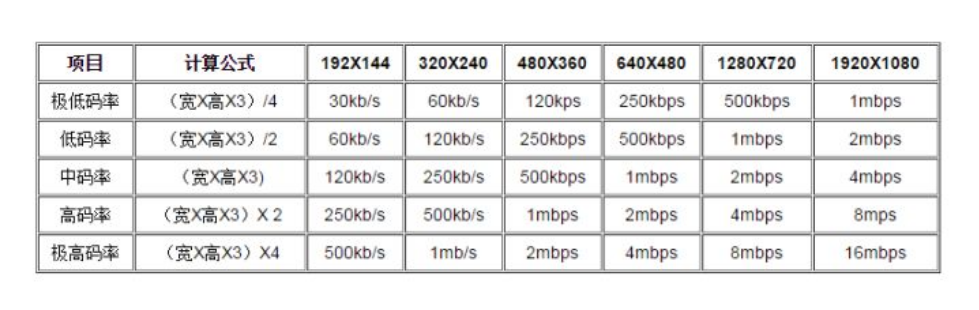 项目 计算公式 192X144 320X240 480X360 640X480 1280X720 1920X1080
极低码率 （宽X高X3）/4 30kb/s 60kb/s 120kps 250kbps 500kbps 1mbps
低码率 （宽X高X3）/2 60kb/s 120kb/s 250kbps 500kbps 1mbps 2mbps
中码率 （宽X高X3) 120kb/s 250kb/s 500kbps 1mbps 2mbps 4mbps
高码率 （宽X高X3）X 2 250kb/s 500kb/s 1mbps 2mbps 4mbps 8mps
极高码率 （宽X高X3）X4 500kb/s 1mb/s 2mbps 4mbps 8mbps 16mbps